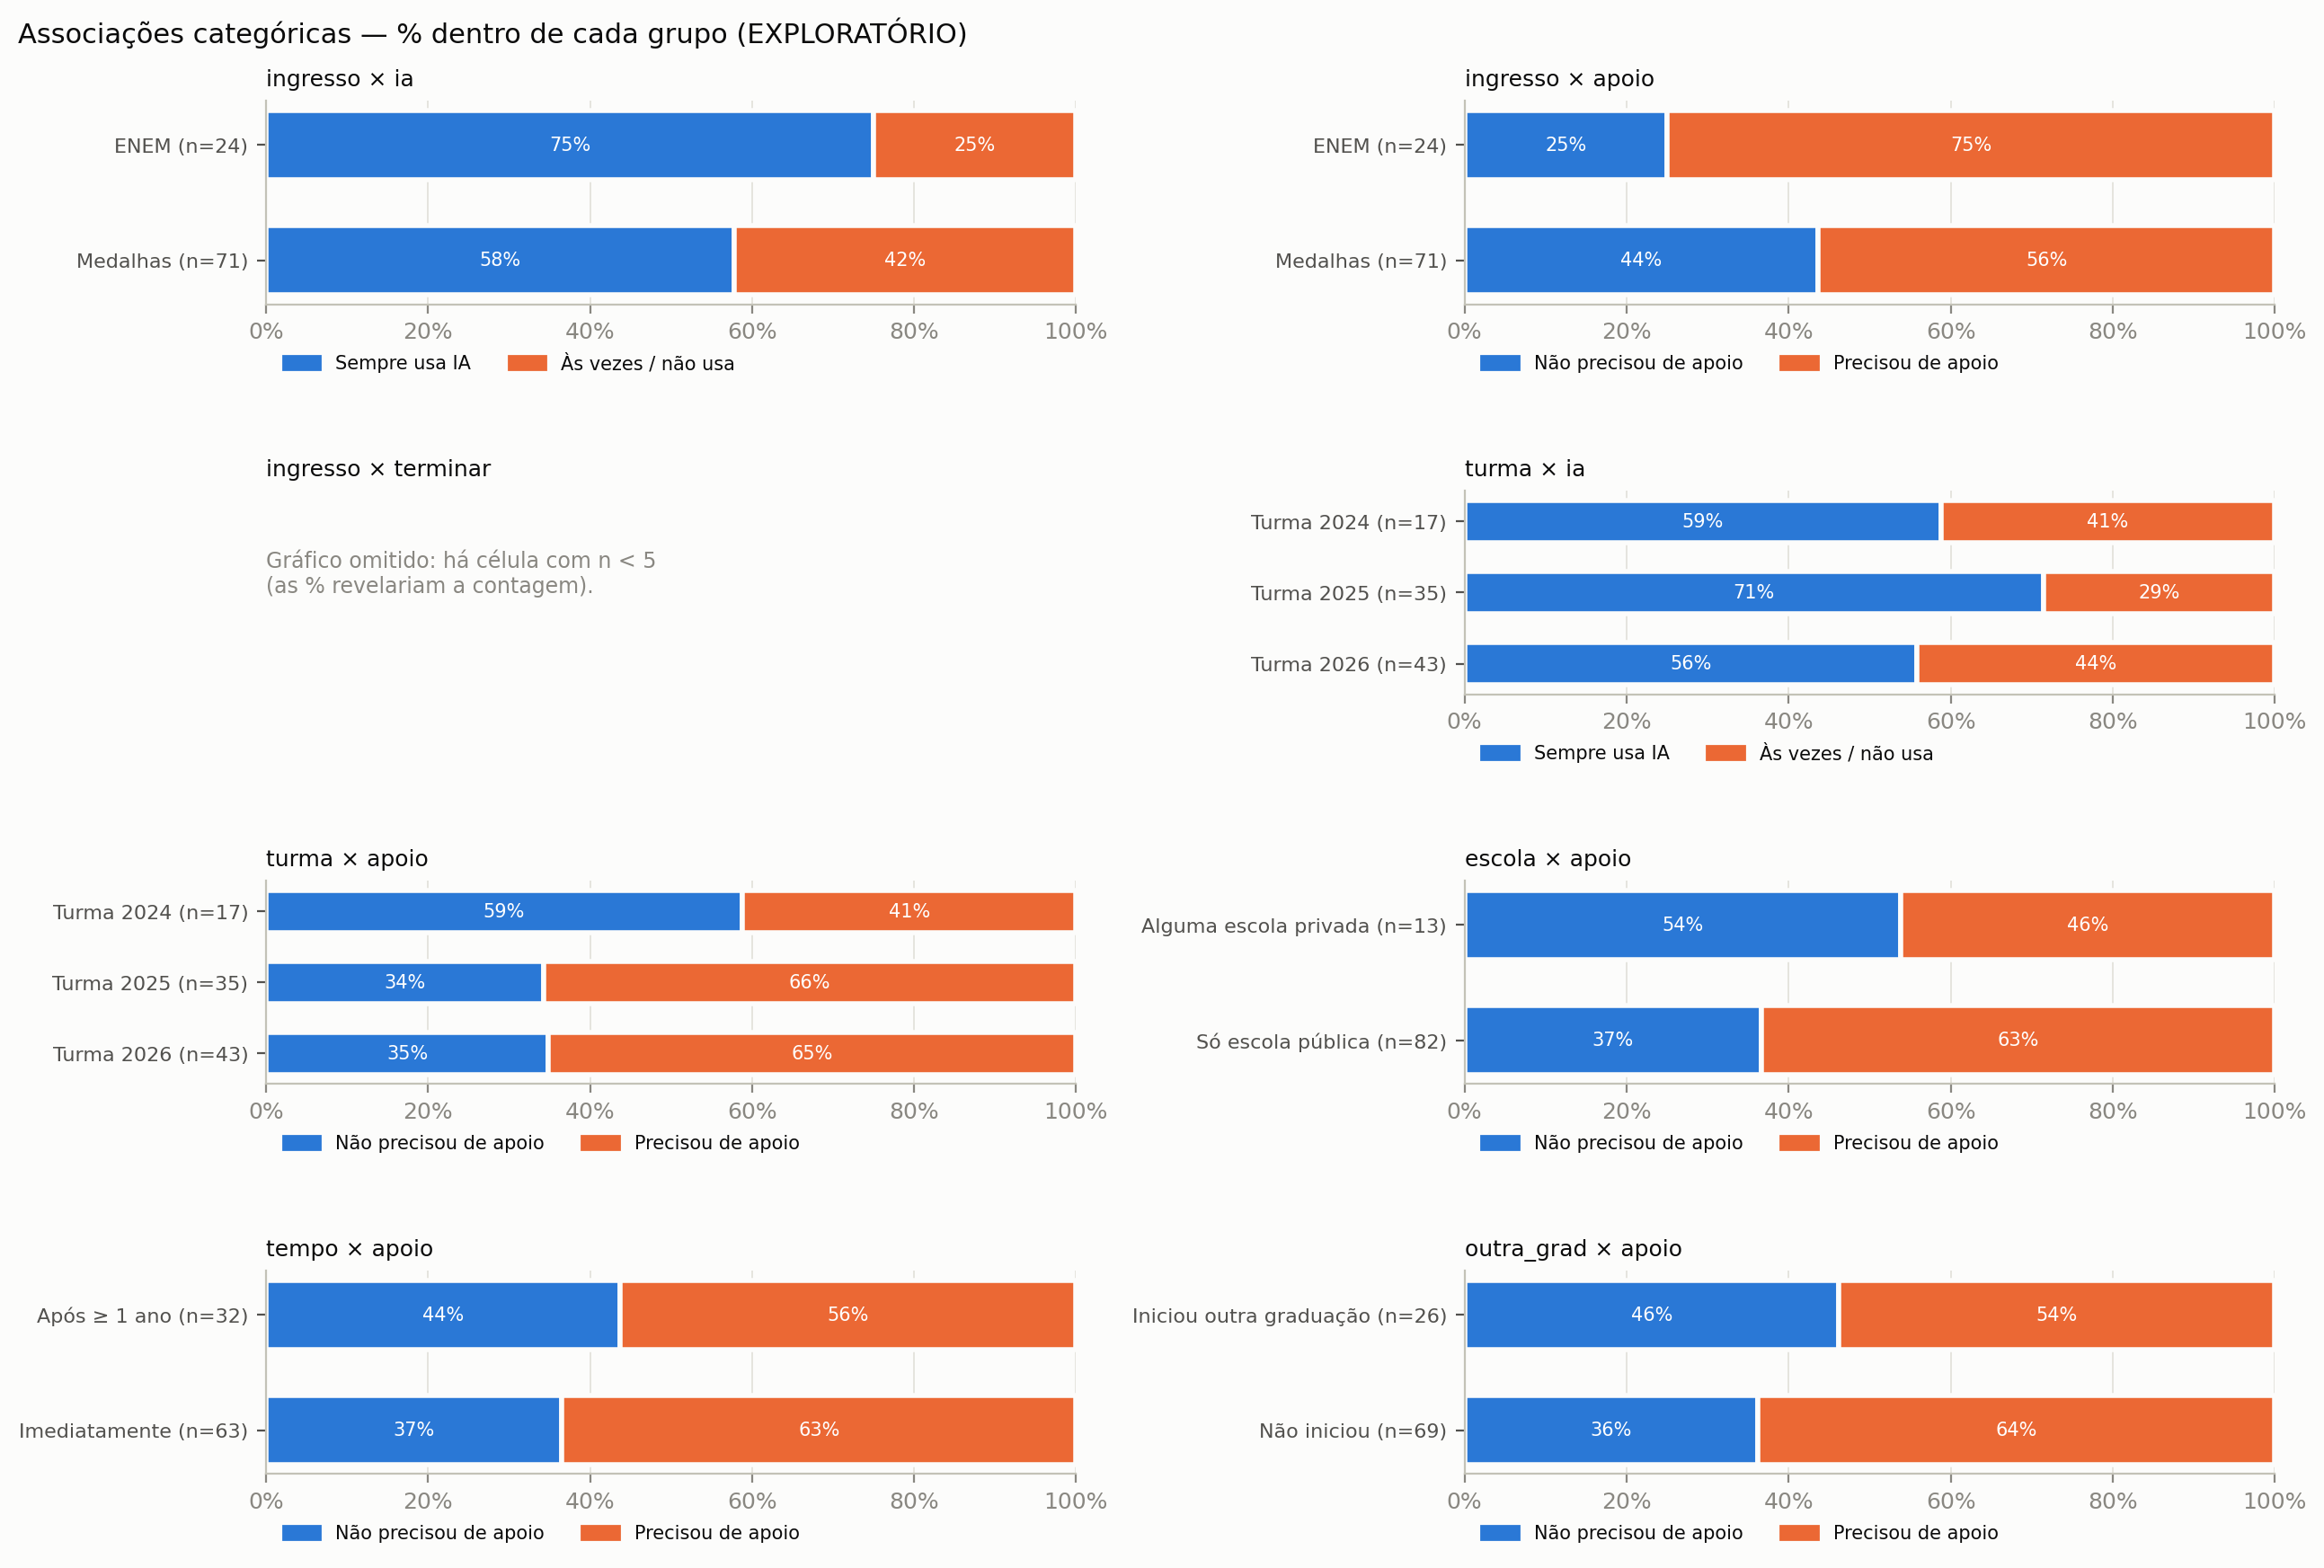 Associações categóricas — % dentro de cada grupo (EXPLORATÓRIO)
ingresso × ia
ENEM (n=24)
75%
25%
Medalhas (n=71)
58%
42%
0% 20% 40% 60% 80% 100%
Sempre usa IA
Às vezes / não usa
ingresso × apoio
ENEM (n=24)
25%
75%
Medalhas (n=71)
44%
56%
0% 20% 40% 60% 80% 100%
Não precisou de apoio
Precisou de apoio
ingresso × terminar
Gráfico omitido: há célula com n < 5
(as % revelariam a contagem).
turma × ia
Turma 2024 (n=17)
59%
41%
Turma 2025 (n=35)
71%
29%
Turma 2026 (n=43)
56%
44%
0% 20% 40% 60% 80% 100%
Sempre usa IA
Às vezes / não usa
turma × apoio
Turma 2024 (n=17)
59%
41%
Turma 2025 (n=35)
34%
66%
Turma 2026 (n=43)
35%
65%
0% 20% 40% 60% 80% 100%
Não precisou de apoio
Precisou de apoio
escola × apoio
Alguma escola privada (n=13)
54%
46%
Só escola pública (n=82)
37%
63%
0% 20% 40% 60% 80% 100%
Não precisou de apoio
Precisou de apoio
tempo × apoio
Após ≥ 1 ano (n=32)
44%
56%
Imediatamente (n=63)
37%
63%
0% 20% 40% 60% 80% 100%
Não precisou de apoio
Precisou de apoio
outra_grad × apoio
Iniciou outra graduação (n=26)
46%
54%
Não iniciou (n=69)
36%
64%
0% 20% 40% 60% 80% 100%
Não precisou de apoio
Precisou de apoio